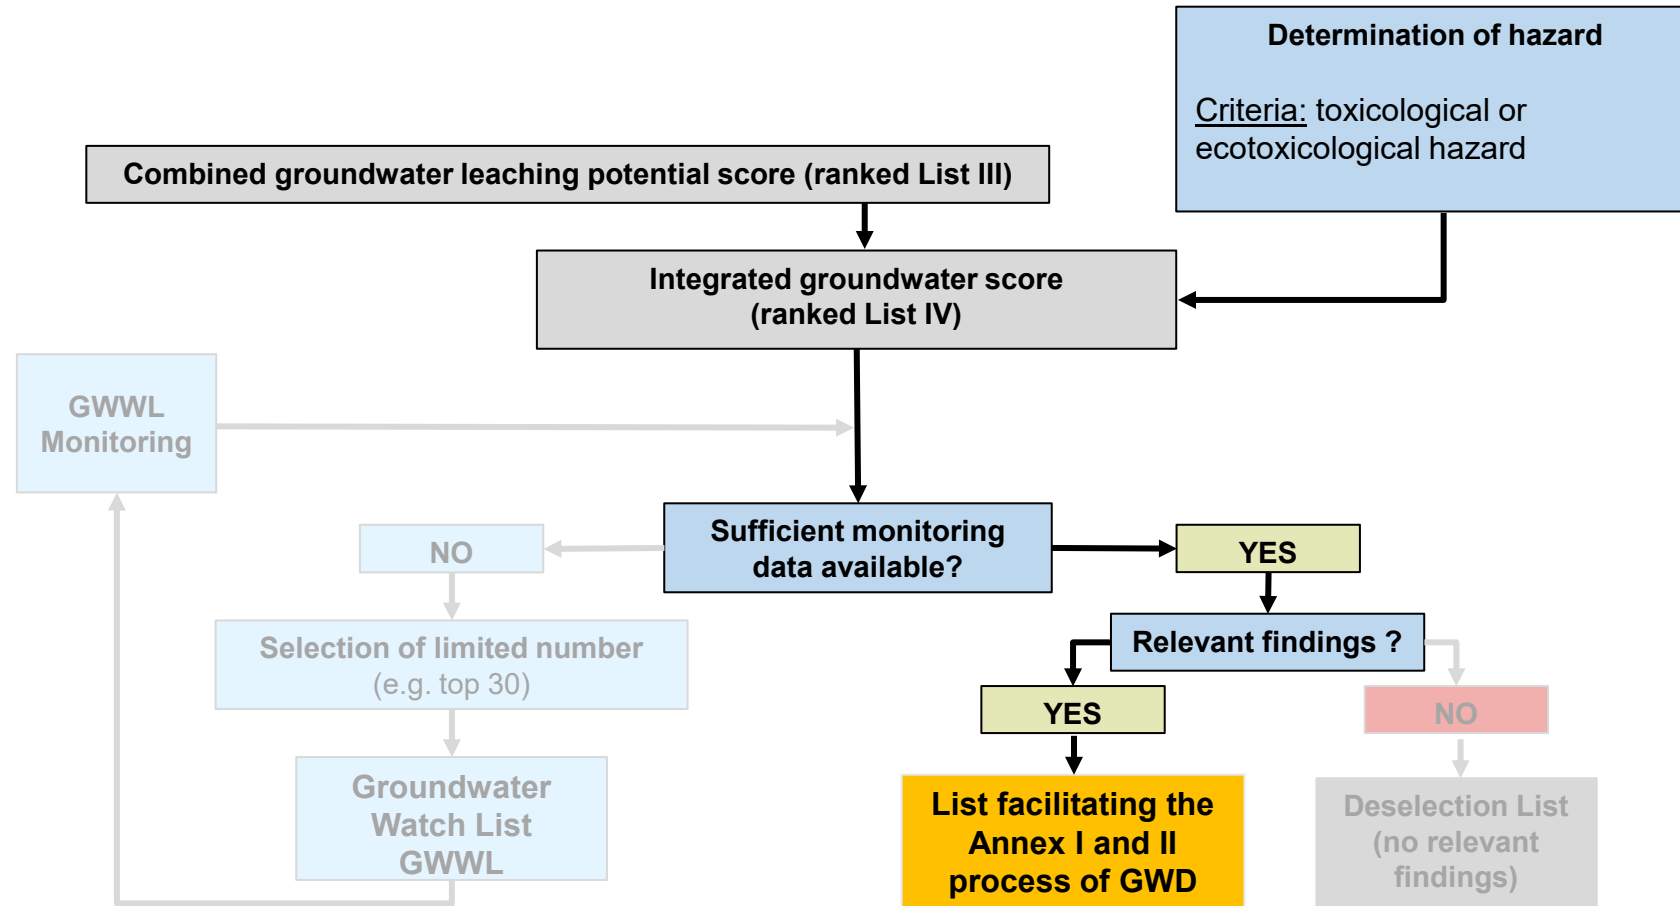 Determination of hazard
Criteria: toxicological or
ecotoxicological hazard
Combined groundwater leaching potential score (ranked List III)
Integrated groundwater score
(ranked List IV)
GWWL
Monitoring
Sufficient monitoring
data available?
NO
YES
Selection of limited number
(e.g. top 30)
Relevant findings ?
YES
NO
Groundwater
Watch List
GWWL
List facilitating the
Annex I and II
process of GWD
Deselection List
(no relevant
findings)